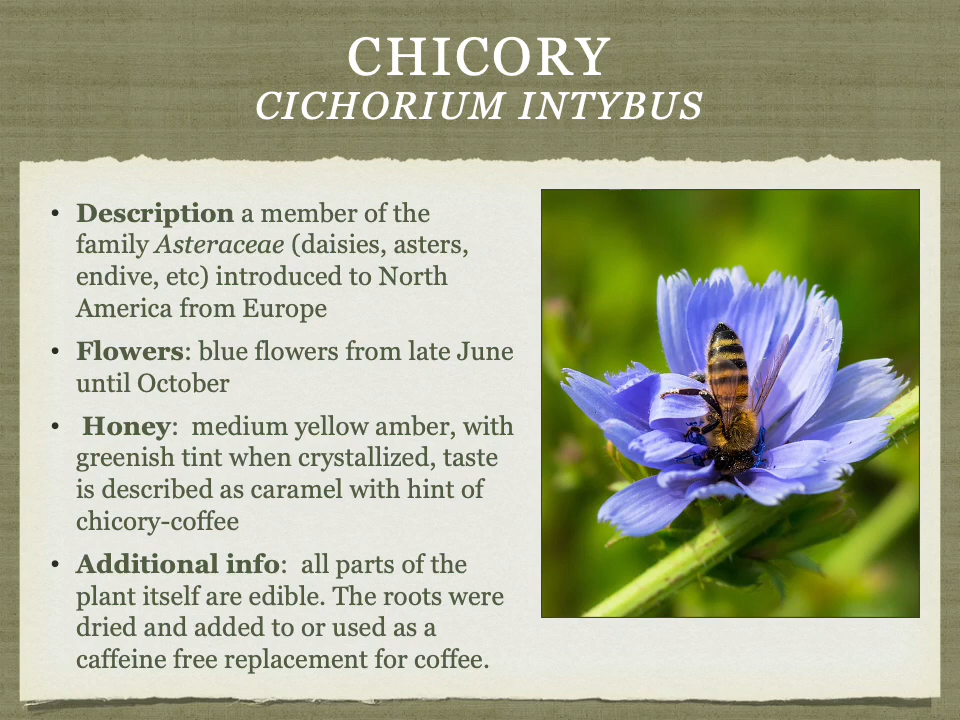 CHICORY
CICHORIUM INTYBUS
• Description a member of the
family Asteraceae (daisies, asters,
endive, etc) introduced to North
America from Europe
• Flowers: blue flowers from late June
until October
• Honey:  medium yellow amber, with
greenish tint when crystallized, taste
is described as caramel with hint of
chicory-coffee
• Additional info:  all parts of the
plant itself are edible. The roots were
dried and added to or used as a
caffeine free replacement for coffee.